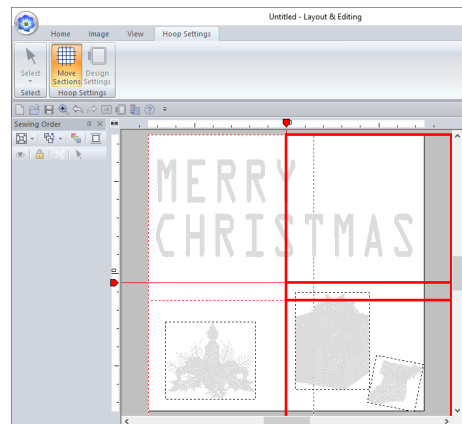 Untitled - Layout & Editing
Home Image View Hoop Settings
Select Move Sections Design Settings
Select Hoop Settings
Sewing Order
MERRY
CHRISTMAS